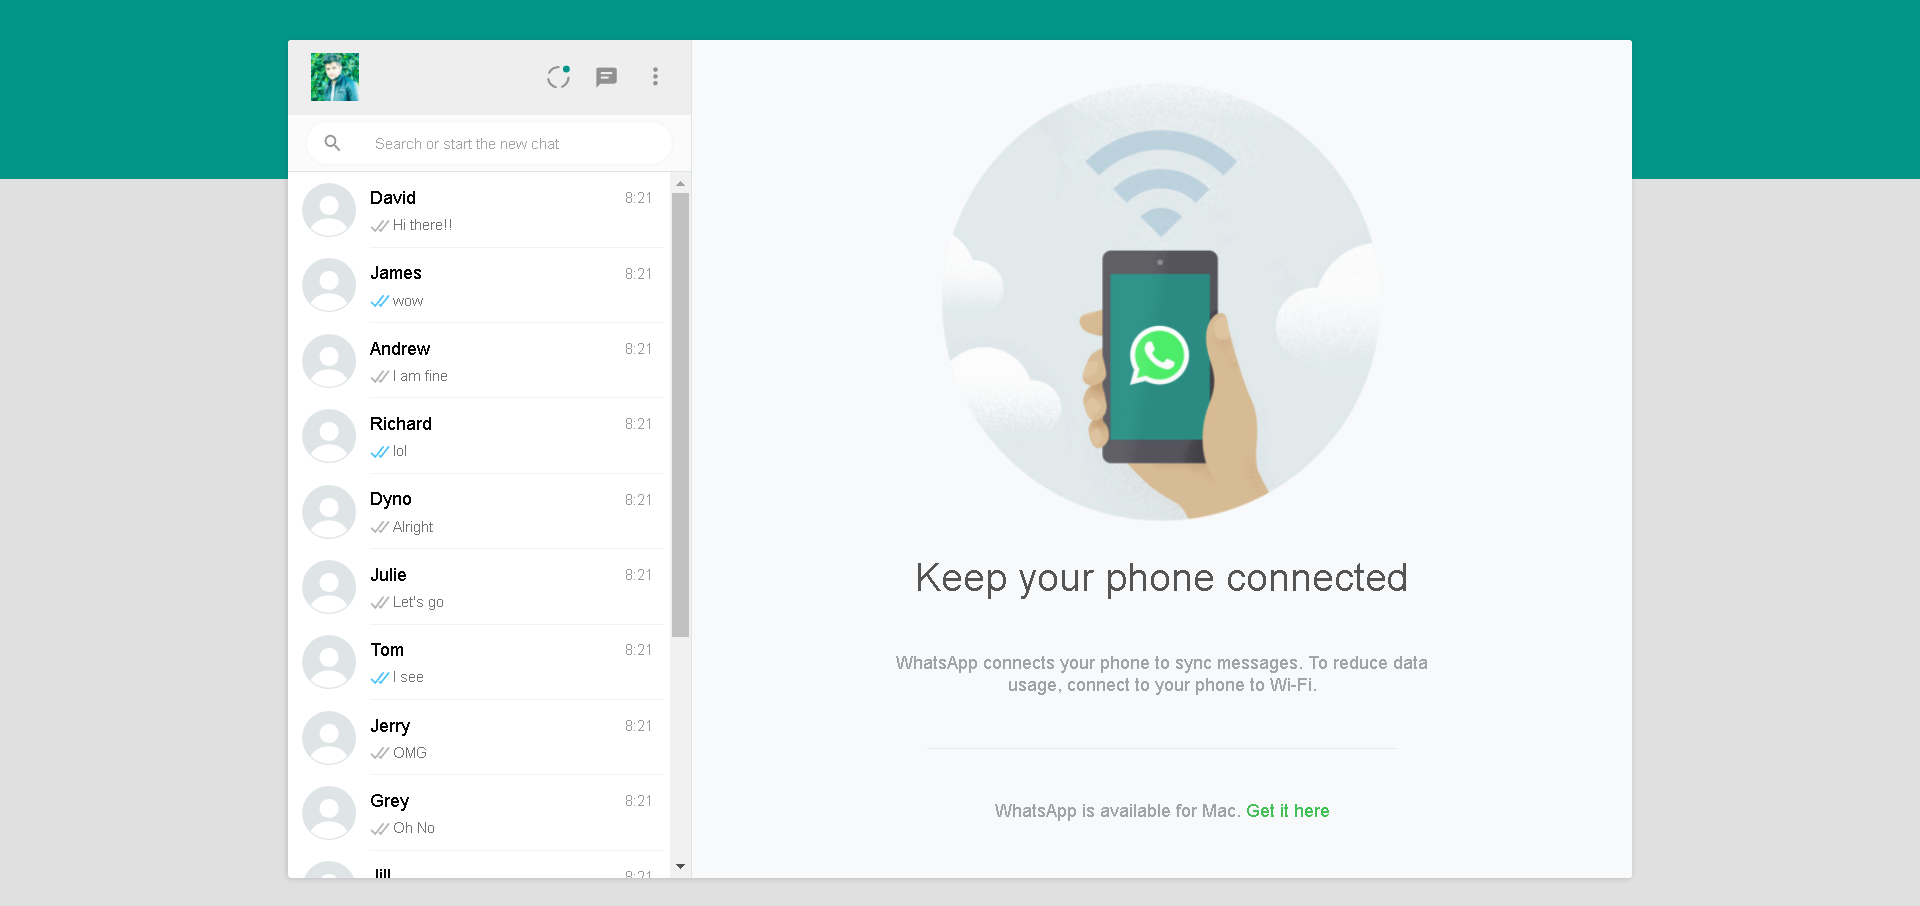 Search or start the new chat
David 8:21
Hi there!!
James 8:21
wow
Andrew 8:21
I am fine
Richard 8:21
lol
Dyno 8:21
Alright
Julie 8:21
Let's go
Tom 8:21
I see
Jerry 8:21
OMG
Grey 8:21
Oh No
Jill 8:21
Keep your phone connected
WhatsApp connects your phone to sync messages. To reduce data
usage, connect to your phone to Wi-Fi.
WhatsApp is available for Mac. Get it here